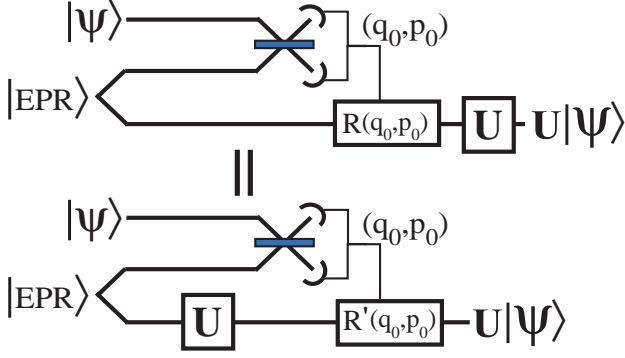 |ψ⟩
(q₀,p₀)
|EPR⟩
R(q₀,p₀)
U
U|ψ⟩
=
|ψ⟩
(q₀,p₀)
|EPR⟩
U
R'(q₀,p₀)
U|ψ⟩